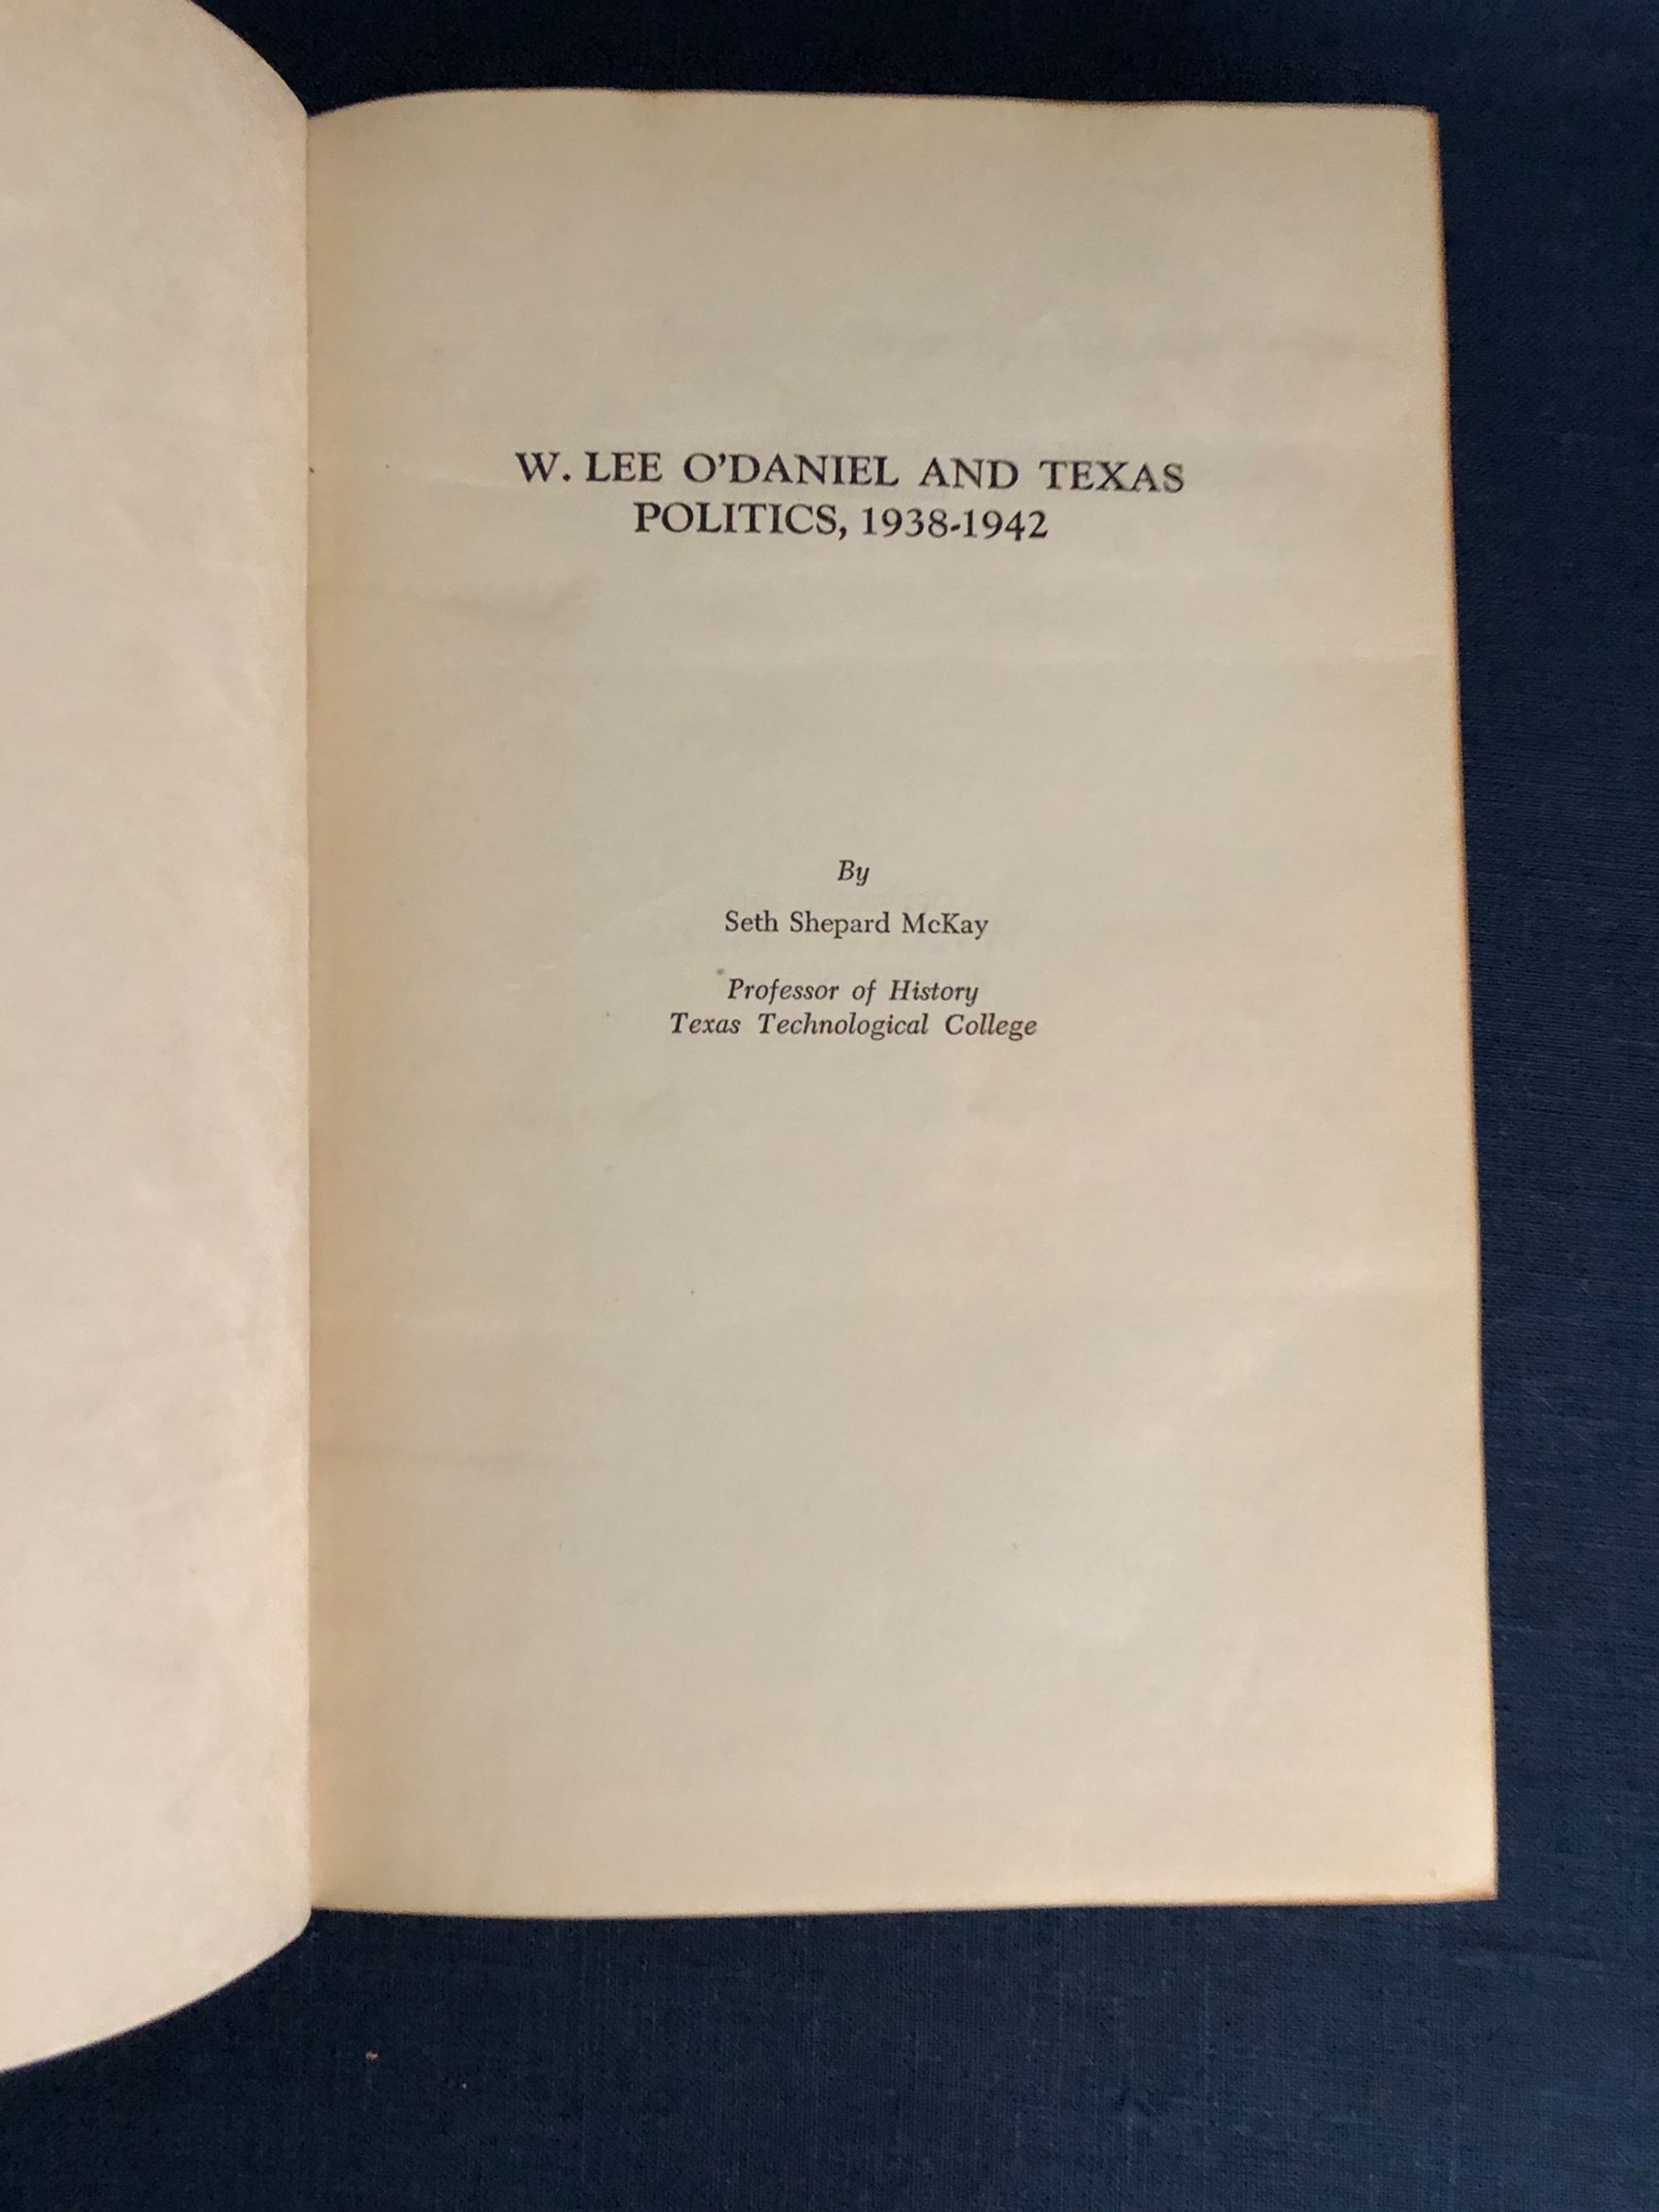 W. LEE O'DANIEL AND TEXAS
POLITICS, 1938-1942
By
Seth Shepard McKay
Professor of History
Texas Technological College